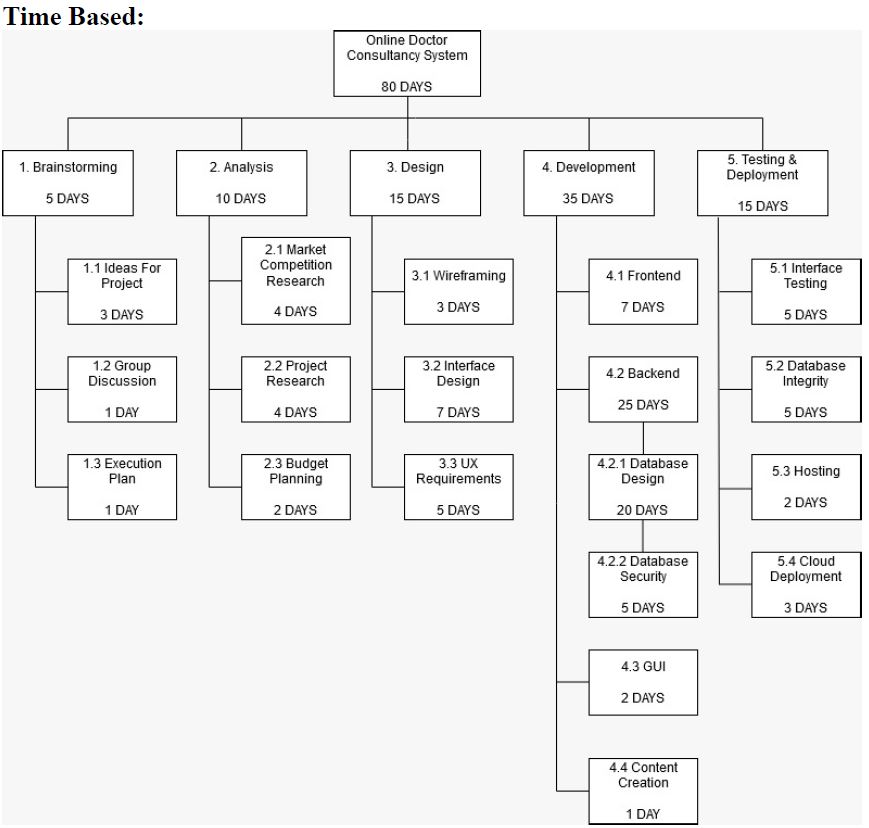 Time Based:
Online Doctor
Consultancy System
80 DAYS
1. Brainstorming
5 DAYS
2. Analysis
10 DAYS
3. Design
15 DAYS
4. Development
35 DAYS
5. Testing &
Deployment
15 DAYS
1.1 Ideas For
Project
3 DAYS
1.2 Group
Discussion
1 DAY
1.3 Execution
Plan
1 DAY
2.1 Market
Competition
Research
4 DAYS
2.2 Project
Research
4 DAYS
2.3 Budget
Planning
2 DAYS
3.1 Wireframing
3 DAYS
3.2 Interface
Design
7 DAYS
3.3 UX
Requirements
5 DAYS
4.1 Frontend
7 DAYS
4.2 Backend
25 DAYS
4.2.1 Database
Design
20 DAYS
4.2.2 Database
Security
5 DAYS
4.3 GUI
2 DAYS
4.4 Content
Creation
1 DAY
5.1 Interface
Testing
5 DAYS
5.2 Database
Integrity
5 DAYS
5.3 Hosting
2 DAYS
5.4 Cloud
Deployment
3 DAYS